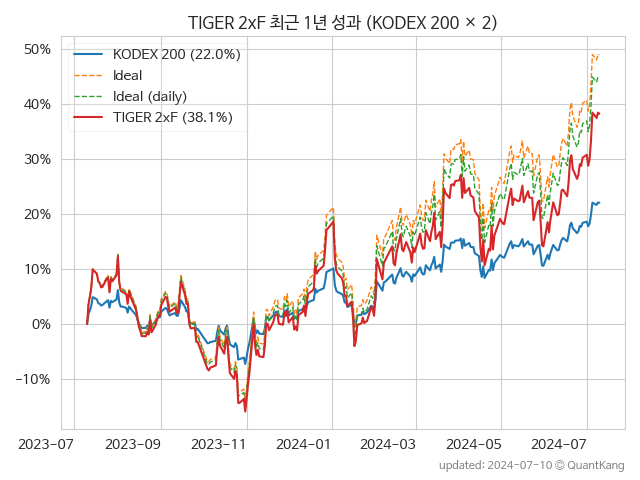 TIGER 2xF 최근 1년 성과 (KODEX 200 × 2)
KODEX 200 (22.0%)
Ideal
Ideal (daily)
TIGER 2xF (38.1%)
50%
40%
30%
20%
10%
0%
−10%
2023-07 2023-09 2023-11 2024-01 2024-03 2024-05 2024-07
updated: 2024-07-10 © QuantKang